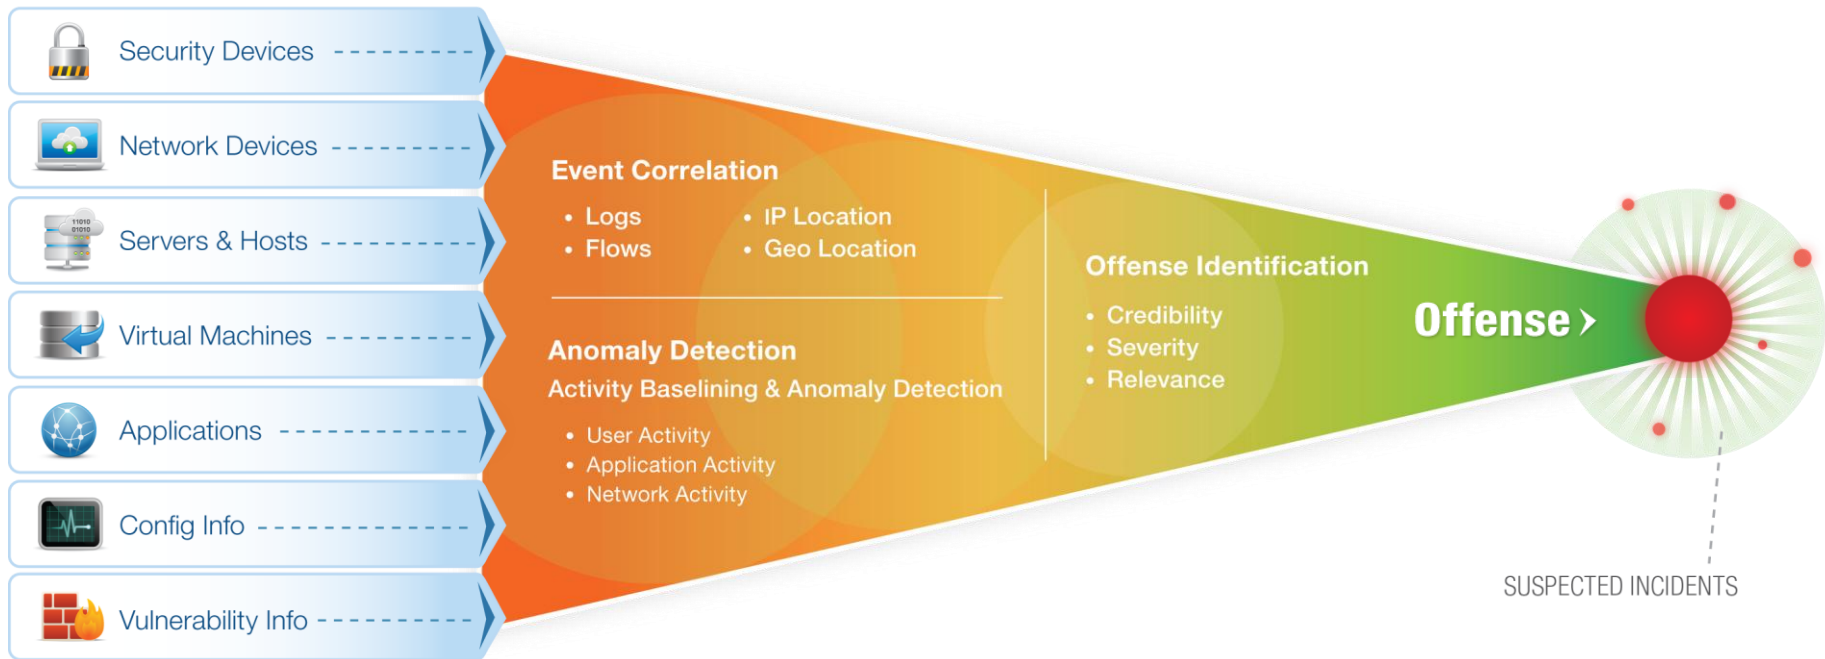 Security Devices
Network Devices
11010
01010
Servers & Hosts
Virtual Machines
Applications
Config Info
Vulnerability Info
Event Correlation
• Logs
• Flows
• IP Location
• Geo Location
Anomaly Detection
Activity Baselining & Anomaly Detection
• User Activity
• Application Activity
• Network Activity
Offense Identification
• Credibility
• Severity
• Relevance
Offense
SUSPECTED INCIDENTS